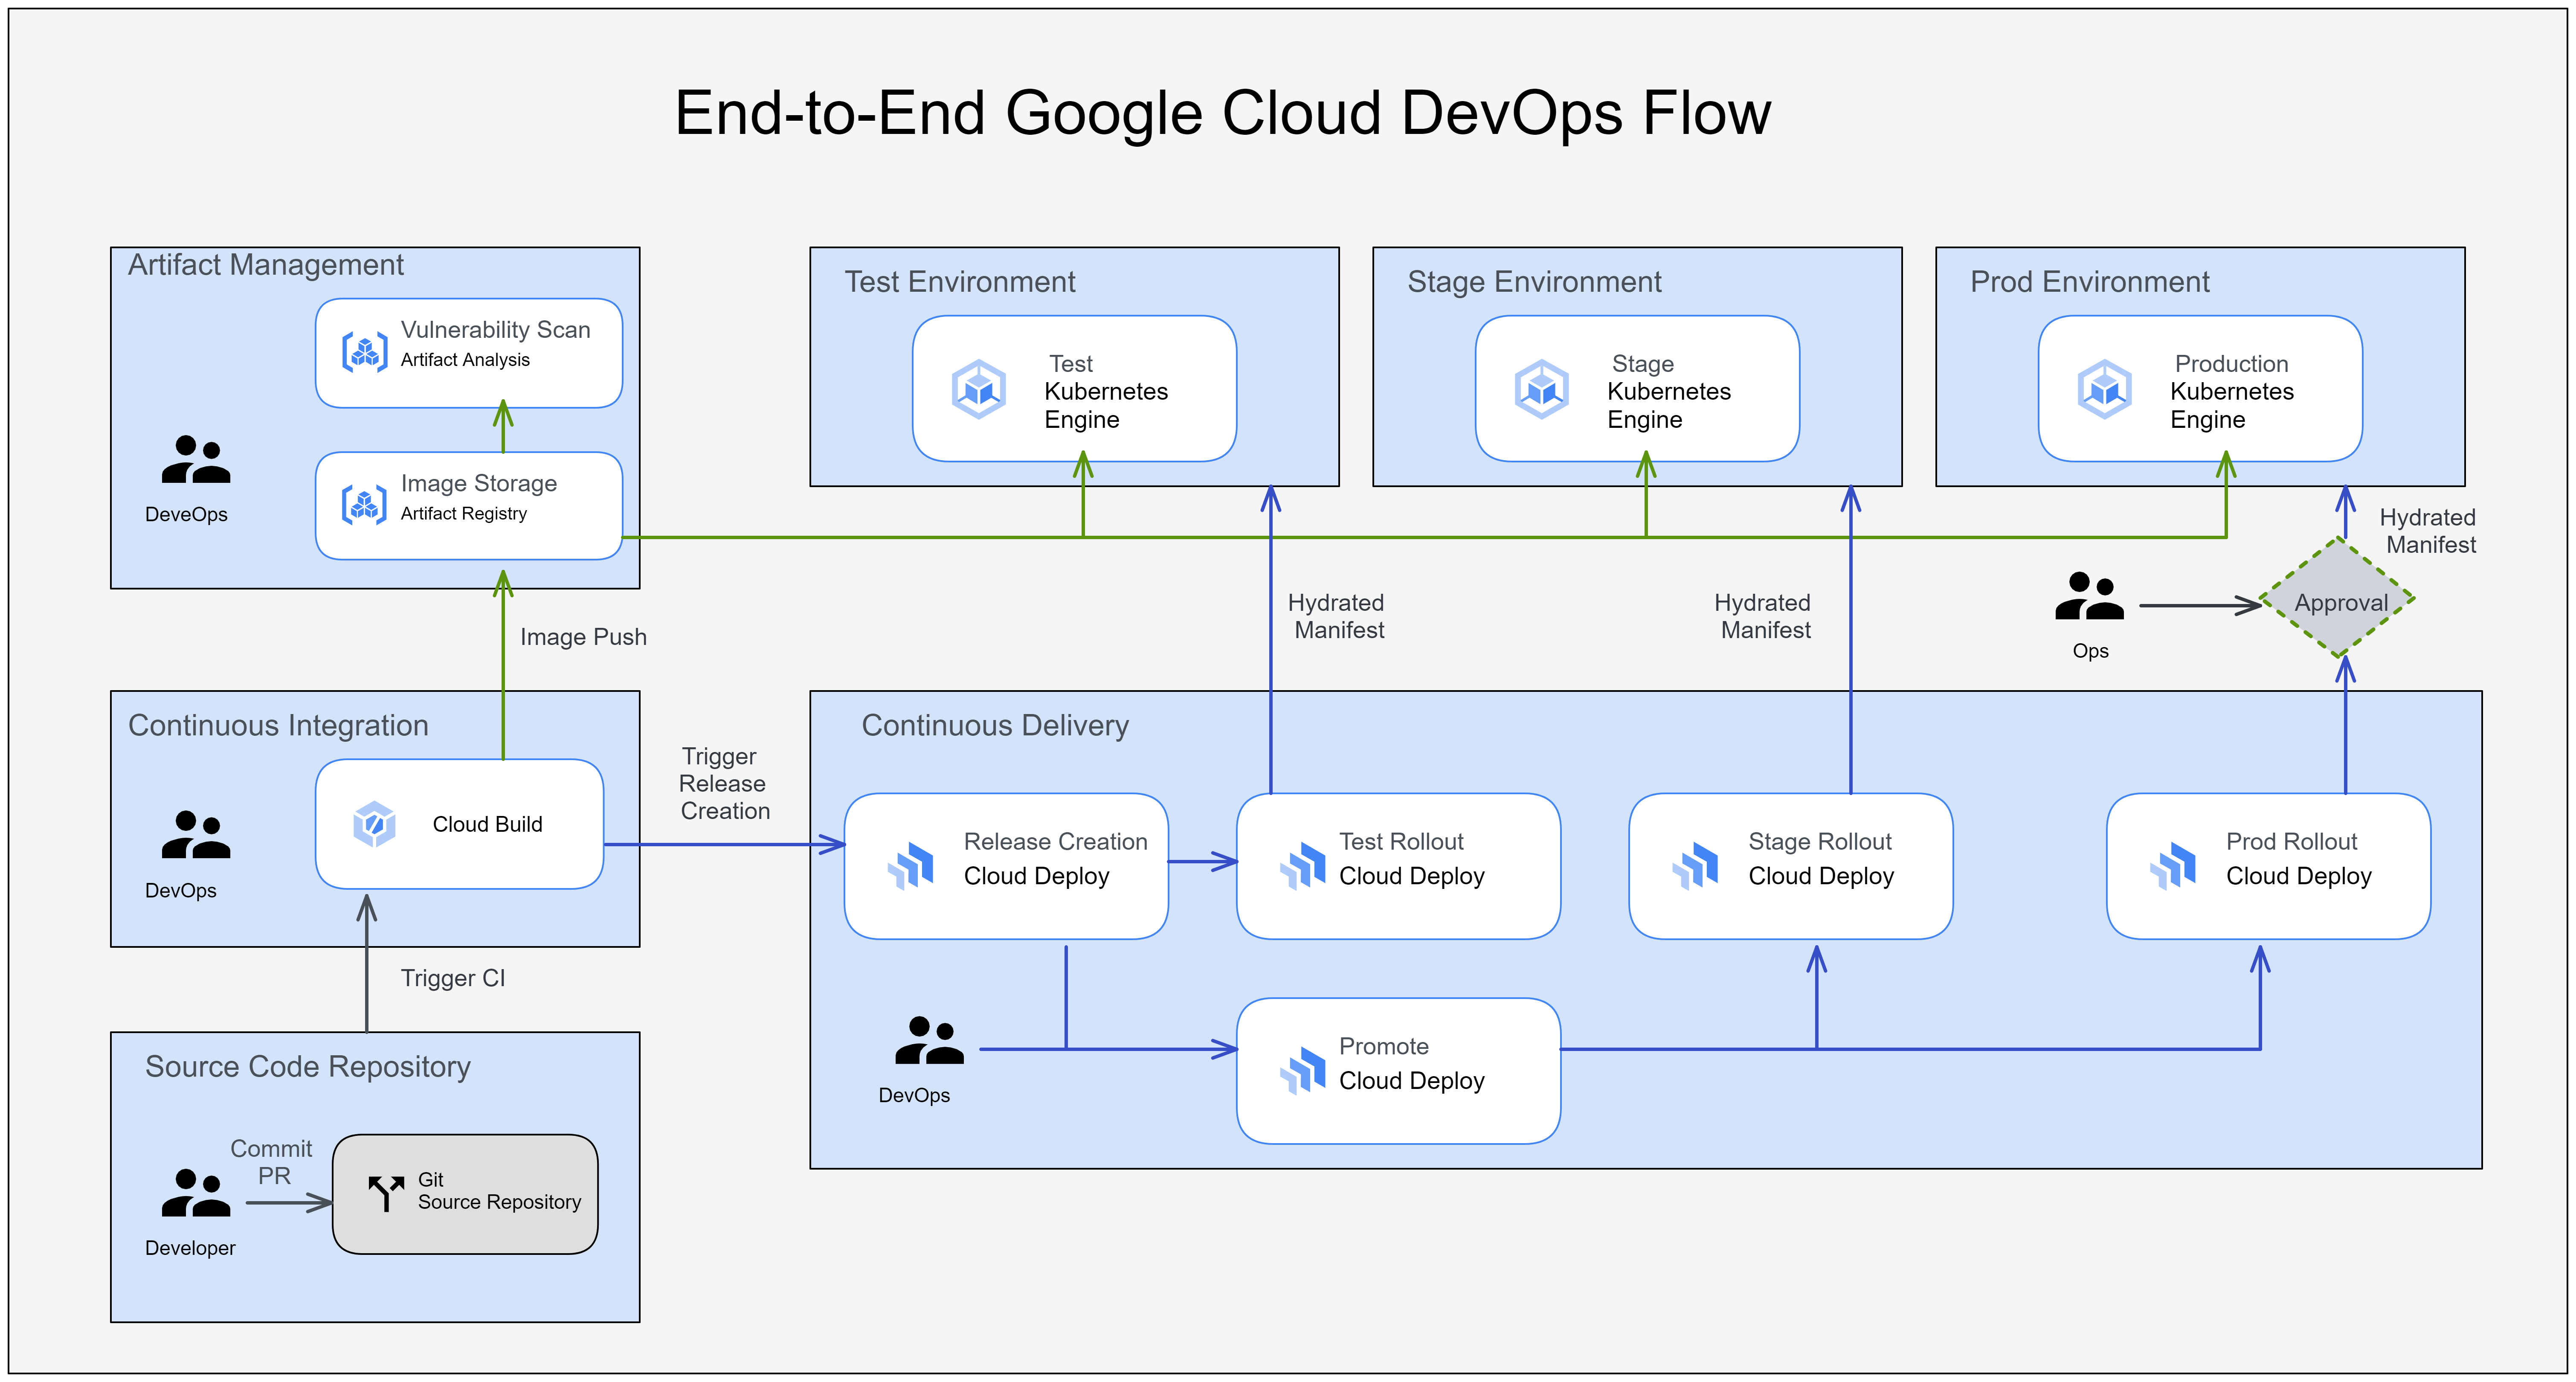 End-to-End Google Cloud DevOps Flow
Artifact Management
Vulnerability Scan
Artifact Analysis
DeveOps
Image Storage
Artifact Registry
Test Environment
Test
Kubernetes
Engine
Stage Environment
Stage
Kubernetes
Engine
Prod Environment
Production
Kubernetes
Engine
Hydrated
Manifest
Hydrated
Manifest
Hydrated
Manifest
Approval
Ops
Image Push
Continuous Integration
Cloud Build
DevOps
Trigger
Release
Creation
Continuous Delivery
Release Creation
Cloud Deploy
Test Rollout
Cloud Deploy
Stage Rollout
Cloud Deploy
Prod Rollout
Cloud Deploy
DevOps
Promote
Cloud Deploy
Trigger CI
Source Code Repository
Commit
PR
Developer
Git
Source Repository